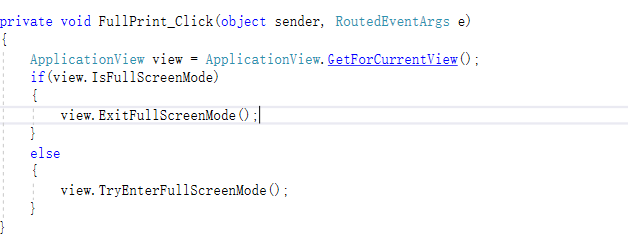 private void FullPrint_Click(object sender, RoutedEventArgs e)
{
ApplicationView view = ApplicationView.GetForCurrentView();
if(view.IsFullScreenMode)
{
view.ExitFullScreenMode();
}
else
{
view.TryEnterFullScreenMode();
}
}